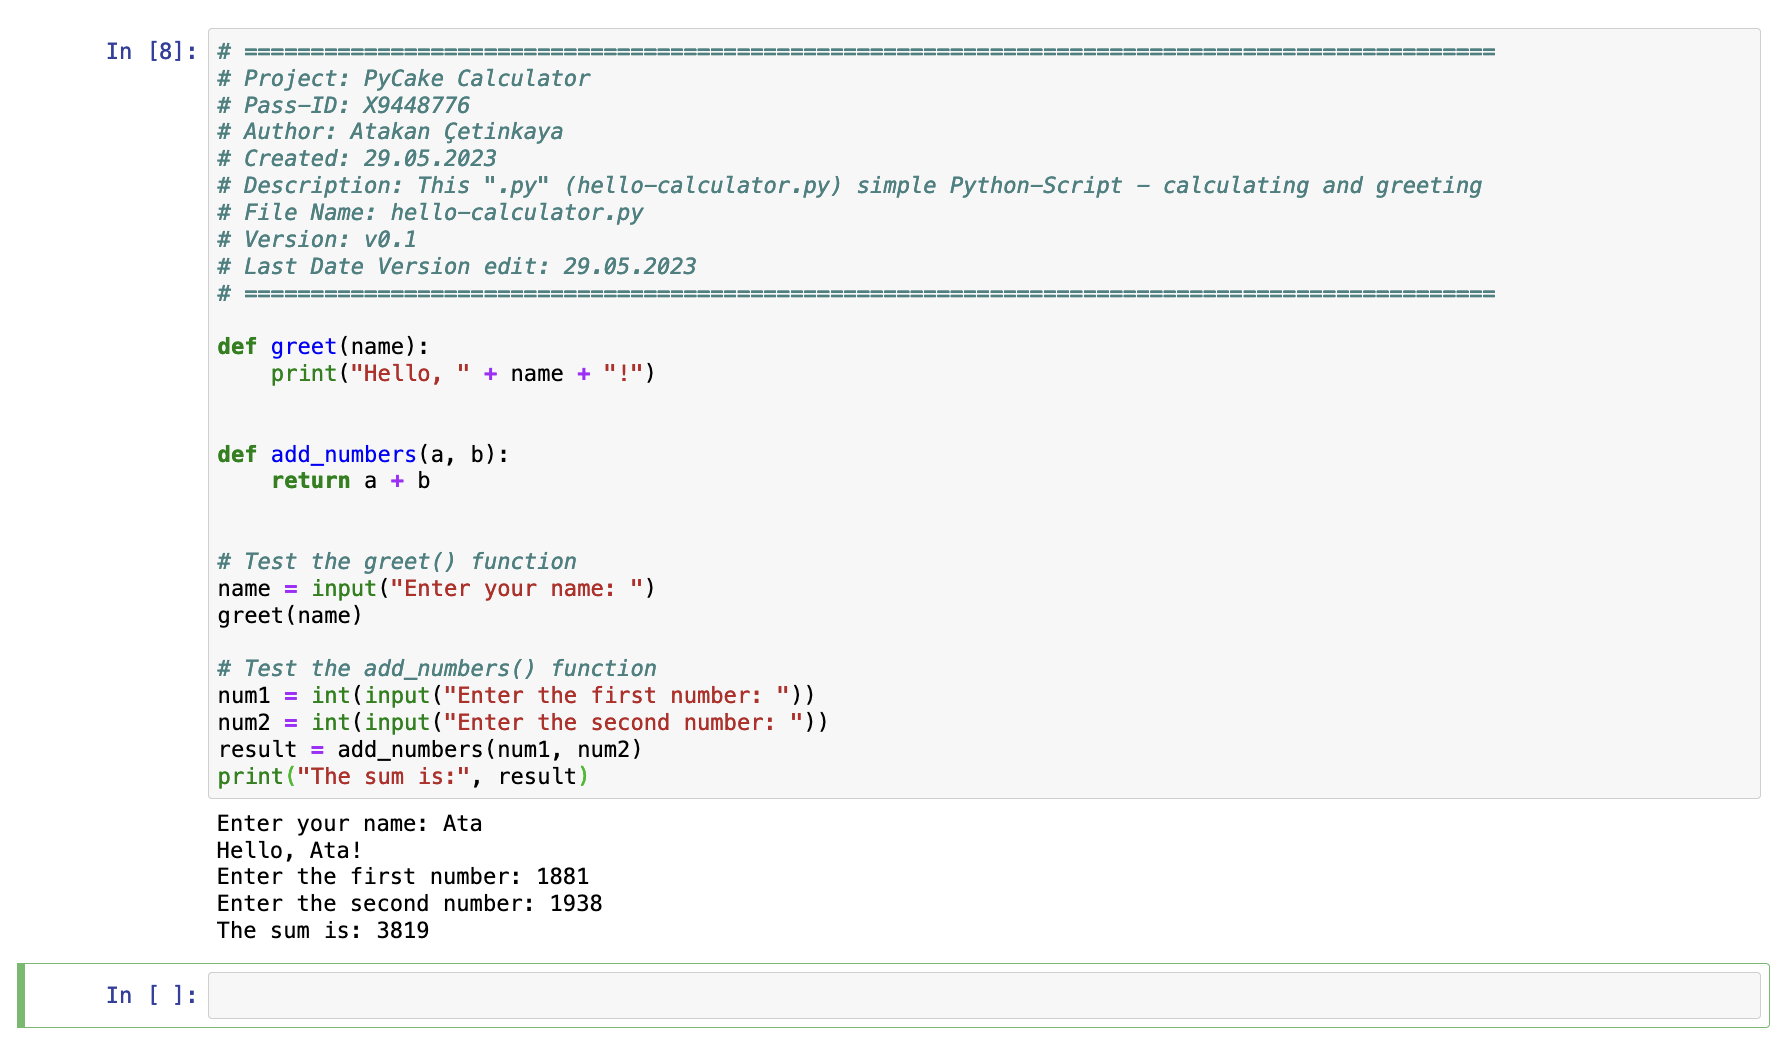 In [8]:
# ==============================================================================================
# Project: PyCake Calculator
# Pass-ID: X9448776
# Author: Atakan Çetinkaya
# Created: 29.05.2023
# Description: This ".py" (hello-calculator.py) simple Python-Script - calculating and greeting
# File Name: hello-calculator.py
# Version: v0.1
# Last Date Version edit: 29.05.2023
# ==============================================================================================

def greet(name):
    print("Hello, " + name + "!")


def add_numbers(a, b):
    return a + b


# Test the greet() function
name = input("Enter your name: ")
greet(name)

# Test the add_numbers() function
num1 = int(input("Enter the first number: "))
num2 = int(input("Enter the second number: "))
result = add_numbers(num1, num2)
print("The sum is:", result)
Enter your name: Ata
Hello, Ata!
Enter the first number: 1881
Enter the second number: 1938
The sum is: 3819
In [ ]: